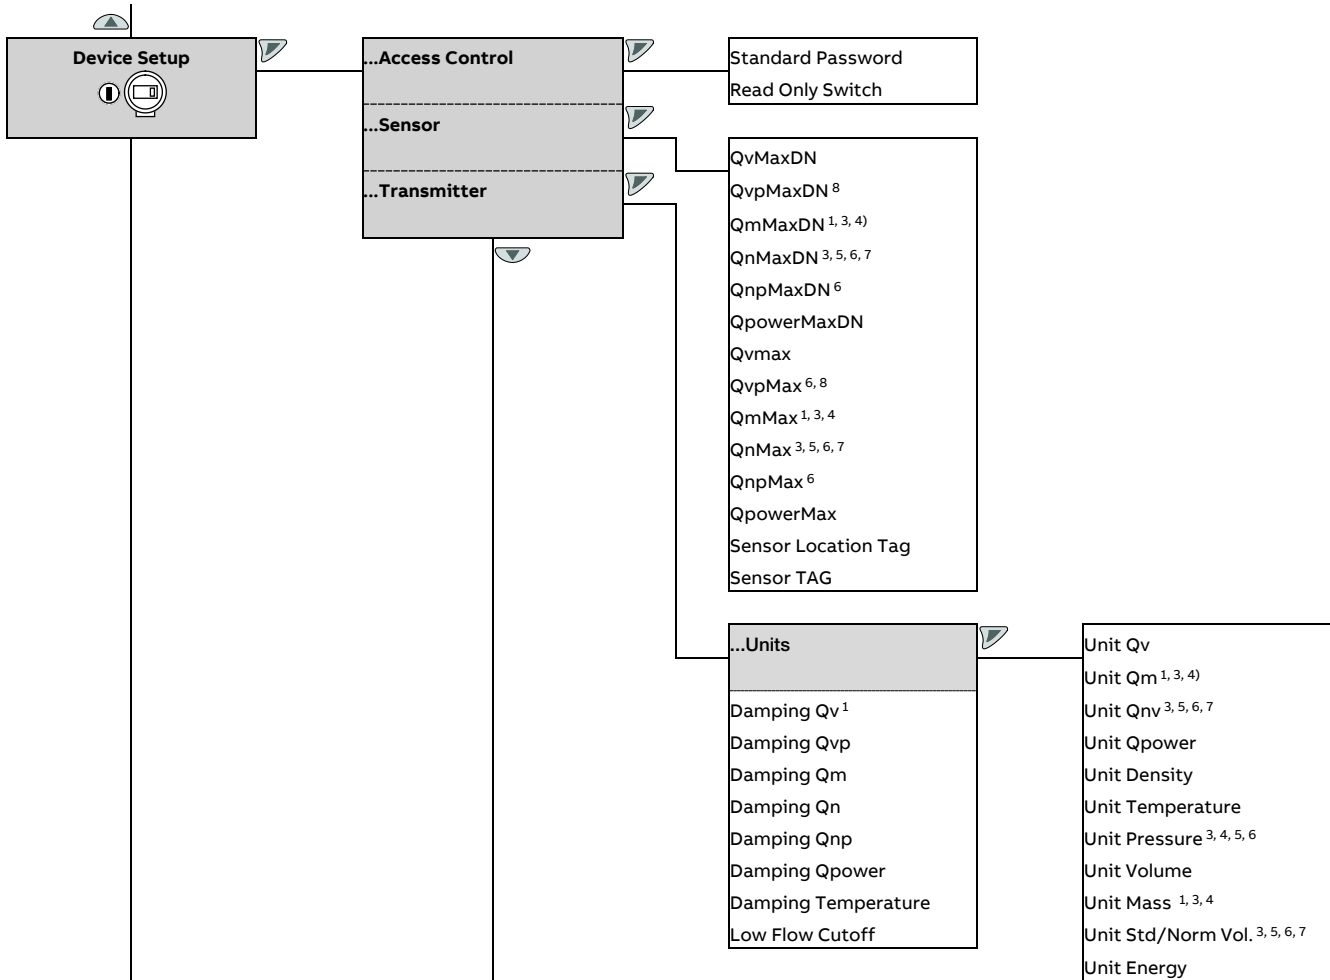 Device Setup
...Access Control
...Sensor
...Transmitter
Standard Password
Read Only Switch
QvMaxDN
QvpMaxDN 8
QmMaxDN 1, 3, 4)
QnMaxDN 3, 5, 6, 7
QnpMaxDN 6
QpowerMaxDN
Qvmax
QvpMax 6, 8
QmMax 1, 3, 4
QnMax 3, 5, 6, 7
QnpMax 6
QpowerMax
Sensor Location Tag
Sensor TAG
...Units
Damping Qv 1
Damping Qvp
Damping Qm
Damping Qn
Damping Qnp
Damping Qpower
Damping Temperature
Low Flow Cutoff
Unit Qv
Unit Qm 1, 3, 4)
Unit Qnv 3, 5, 6, 7
Unit Qpower
Unit Density
Unit Temperature
Unit Pressure 3, 4, 5, 6
Unit Volume
Unit Mass 1, 3, 4
Unit Std/Norm Vol. 3, 5, 6, 7
Unit Energy